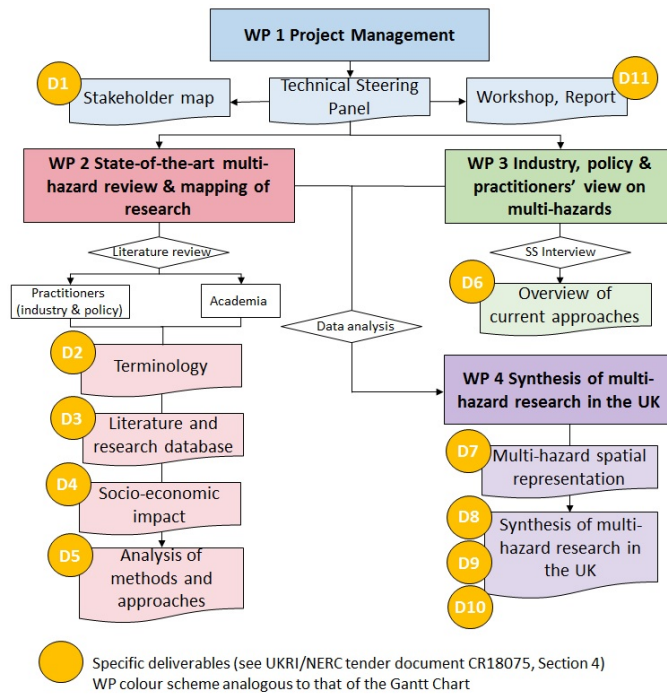 WP 1 Project Management
D1
Stakeholder map
Technical Steering
Panel
Workshop, Report
D11
WP 2 State-of-the-art multi-
hazard review & mapping of
research
WP 3 Industry, policy &
practitioners’ view on
multi-hazards
Literature review
SS Interview
Practitioners
(industry & policy)
Academia
D6
Overview of
current approaches
Data analysis
D2
Terminology
D3
Literature and
research database
D4
Socio-economic
impact
D5
Analysis of
methods and
approaches
WP 4 Synthesis of multi-
hazard research in the UK
D7
Multi-hazard spatial
representation
D8
D9
D10
Synthesis of multi-
hazard research in
the UK
Specific deliverables (see UKRI/NERC tender document CR18075, Section 4)
WP colour scheme analogous to that of the Gantt Chart